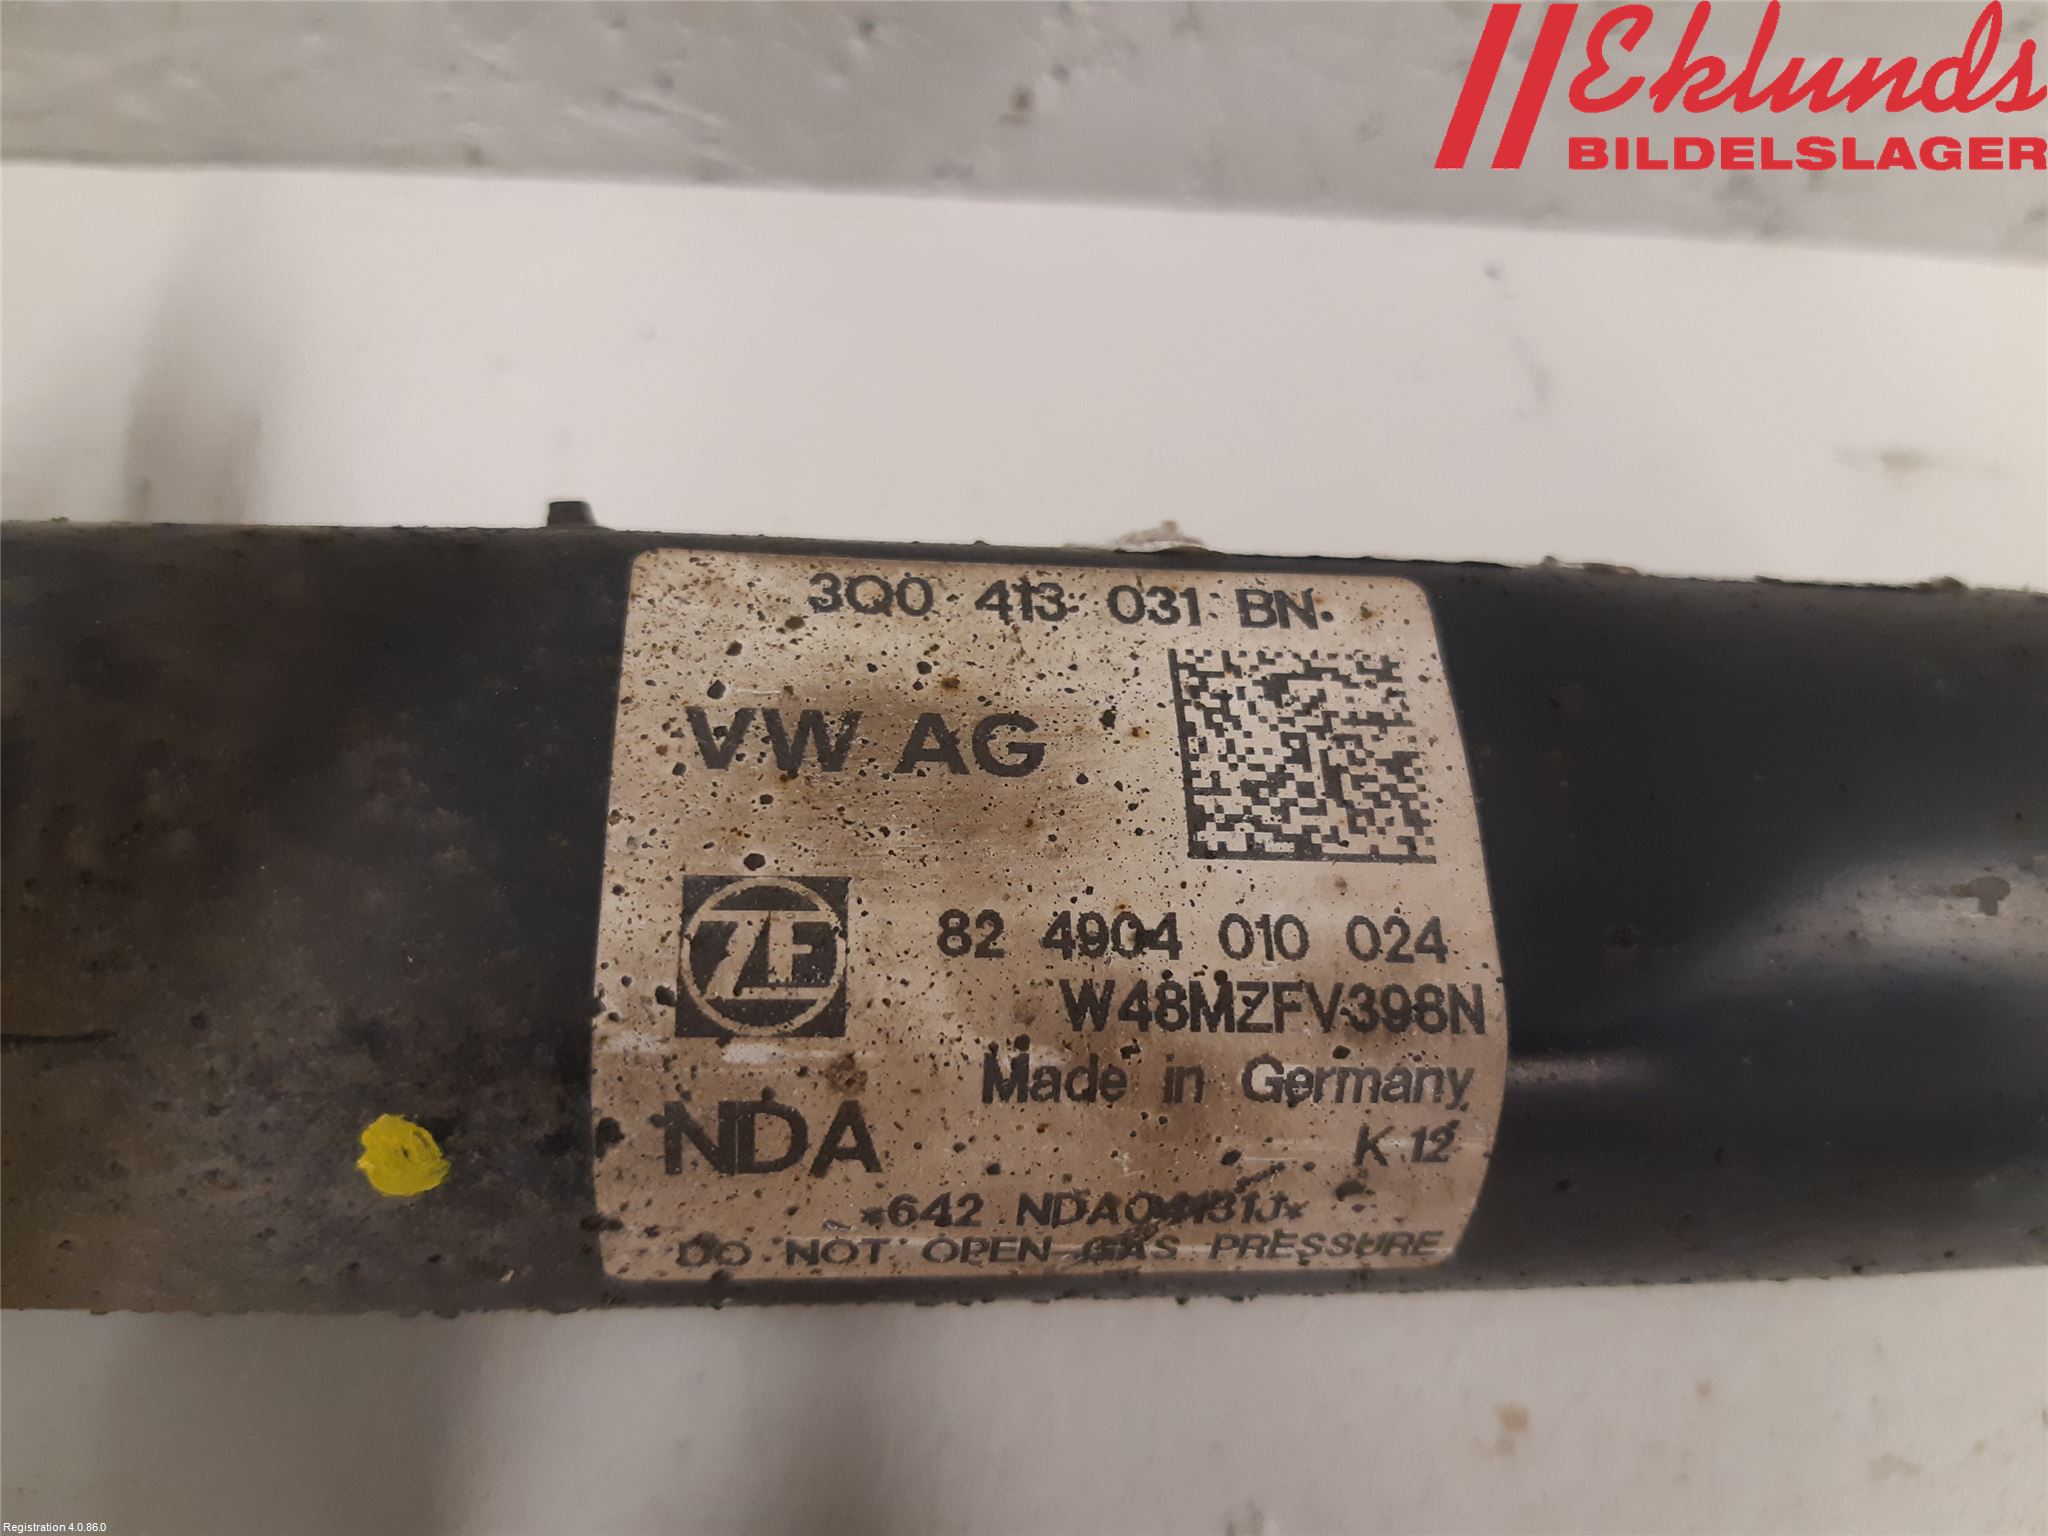 Eklunds
BILDELSLAGER
3Q0 413 031 BN
VW AG
ZF
82 4904 010 024
W48MZFV398N
Made in Germany
NDA
K 12
*642
DO NOT OPEN GAS PRESSURE
Registration 4.0.86.0